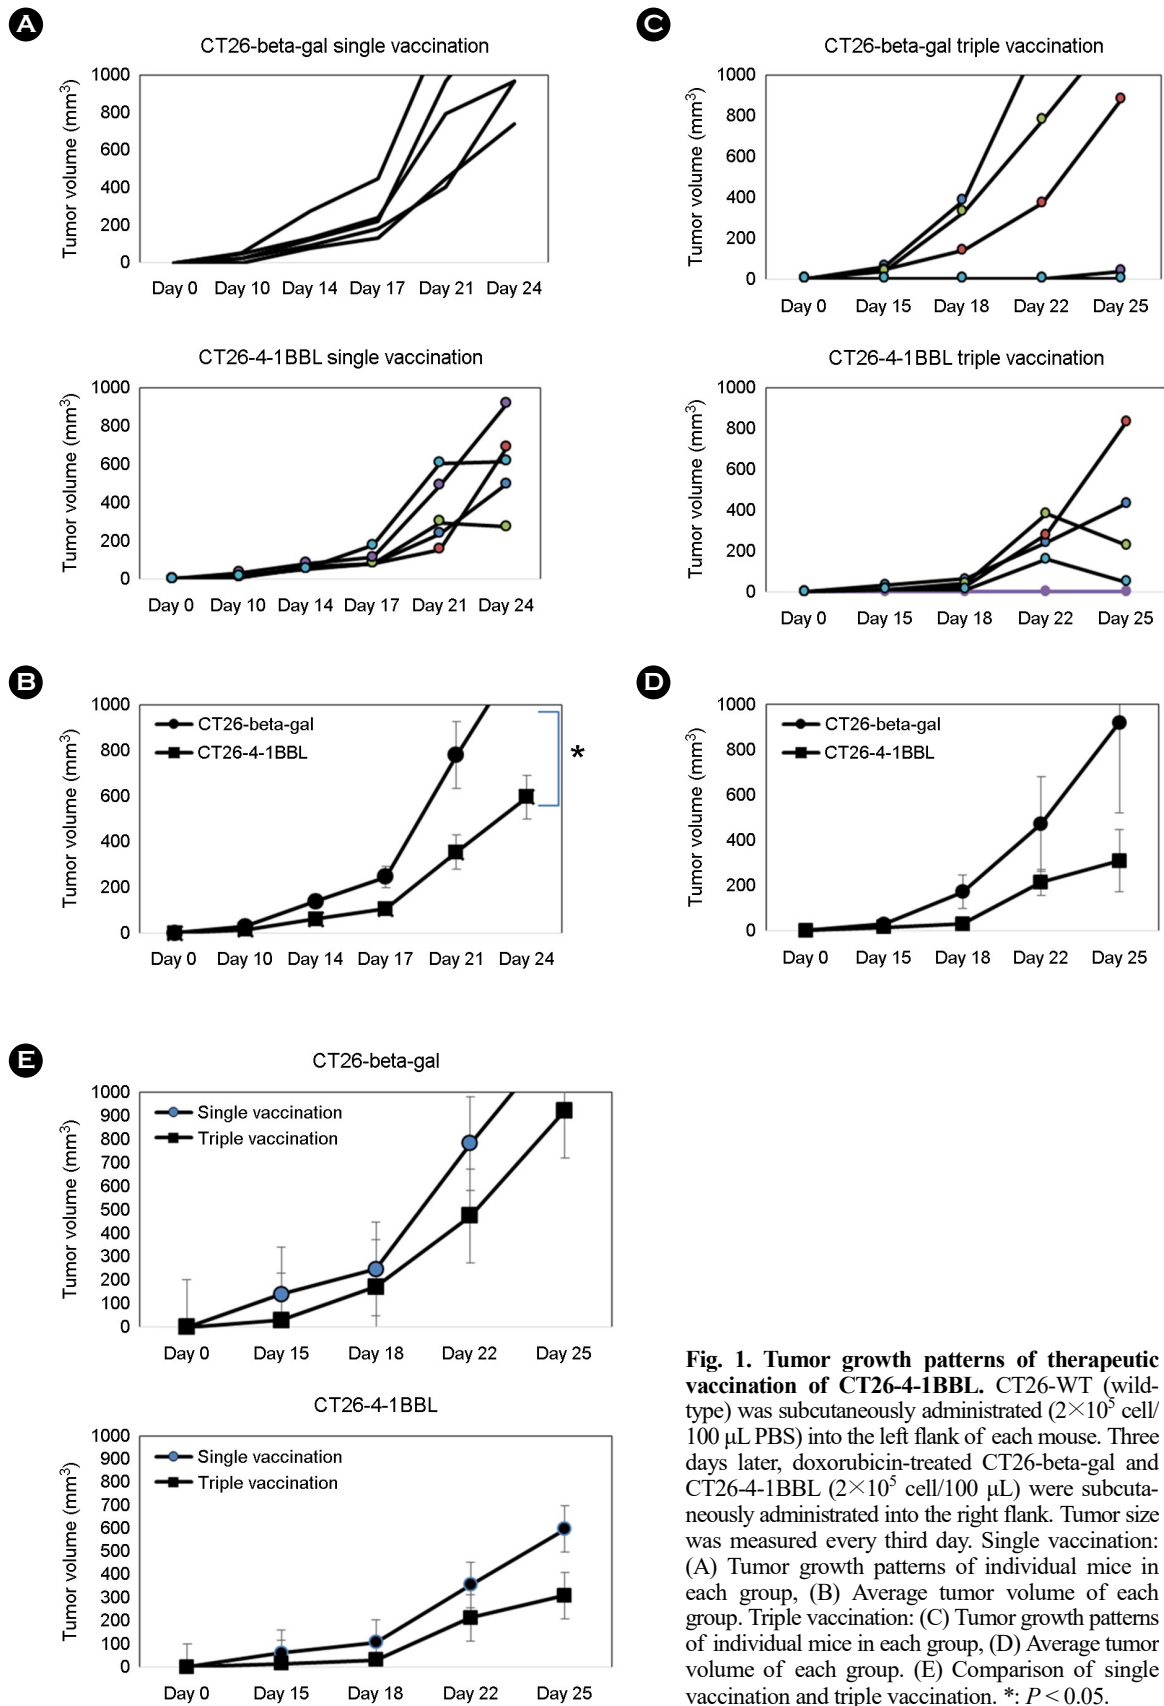 A
CT26-beta-gal single vaccination
Tumor volume (mm³)
1000
800
600
400
200
0
Day 0 Day 10 Day 14 Day 17 Day 21 Day 24
CT26-4-1BBL single vaccination
Tumor volume (mm³)
1000
800
600
400
200
0
Day 0 Day 10 Day 14 Day 17 Day 21 Day 24
B
Tumor volume (mm³)
1000
800
600
400
200
0
CT26-beta-gal
CT26-4-1BBL
*
Day 0 Day 10 Day 14 Day 17 Day 21 Day 24
C
CT26-beta-gal triple vaccination
Tumor volume (mm³)
1000
800
600
400
200
0
Day 0 Day 15 Day 18 Day 22 Day 25
CT26-4-1BBL triple vaccination
Tumor volume (mm³)
1000
800
600
400
200
0
Day 0 Day 15 Day 18 Day 22 Day 25
D
Tumor volume (mm³)
1000
800
600
400
200
0
CT26-beta-gal
CT26-4-1BBL
Day 0 Day 15 Day 18 Day 22 Day 25
E
CT26-beta-gal
Tumor volume (mm³)
1000
900
800
700
600
500
400
300
200
100
0
Single vaccination
Triple vaccination
Day 0 Day 15 Day 18 Day 22 Day 25
CT26-4-1BBL
Tumor volume (mm³)
1000
900
800
700
600
500
400
300
200
100
0
Single vaccination
Triple vaccination
Day 0 Day 15 Day 18 Day 22 Day 25
Fig. 1. Tumor growth patterns of therapeutic
vaccination of CT26-4-1BBL. CT26-WT (wild-
type) was subcutaneously administrated (2×10⁵ cell/
100 μL PBS) into the left flank of each mouse. Three
days later, doxorubicin-treated CT26-beta-gal and
CT26-4-1BBL (2×10⁵ cell/100 μL) were subcuta-
neously administrated into the right flank. Tumor size
was measured every third day. Single vaccination:
(A) Tumor growth patterns of individual mice in
each group, (B) Average tumor volume of each
group. Triple vaccination: (C) Tumor growth patterns
of individual mice in each group, (D) Average tumor
volume of each group. (E) Comparison of single
vaccination and triple vaccination. *: P < 0.05.